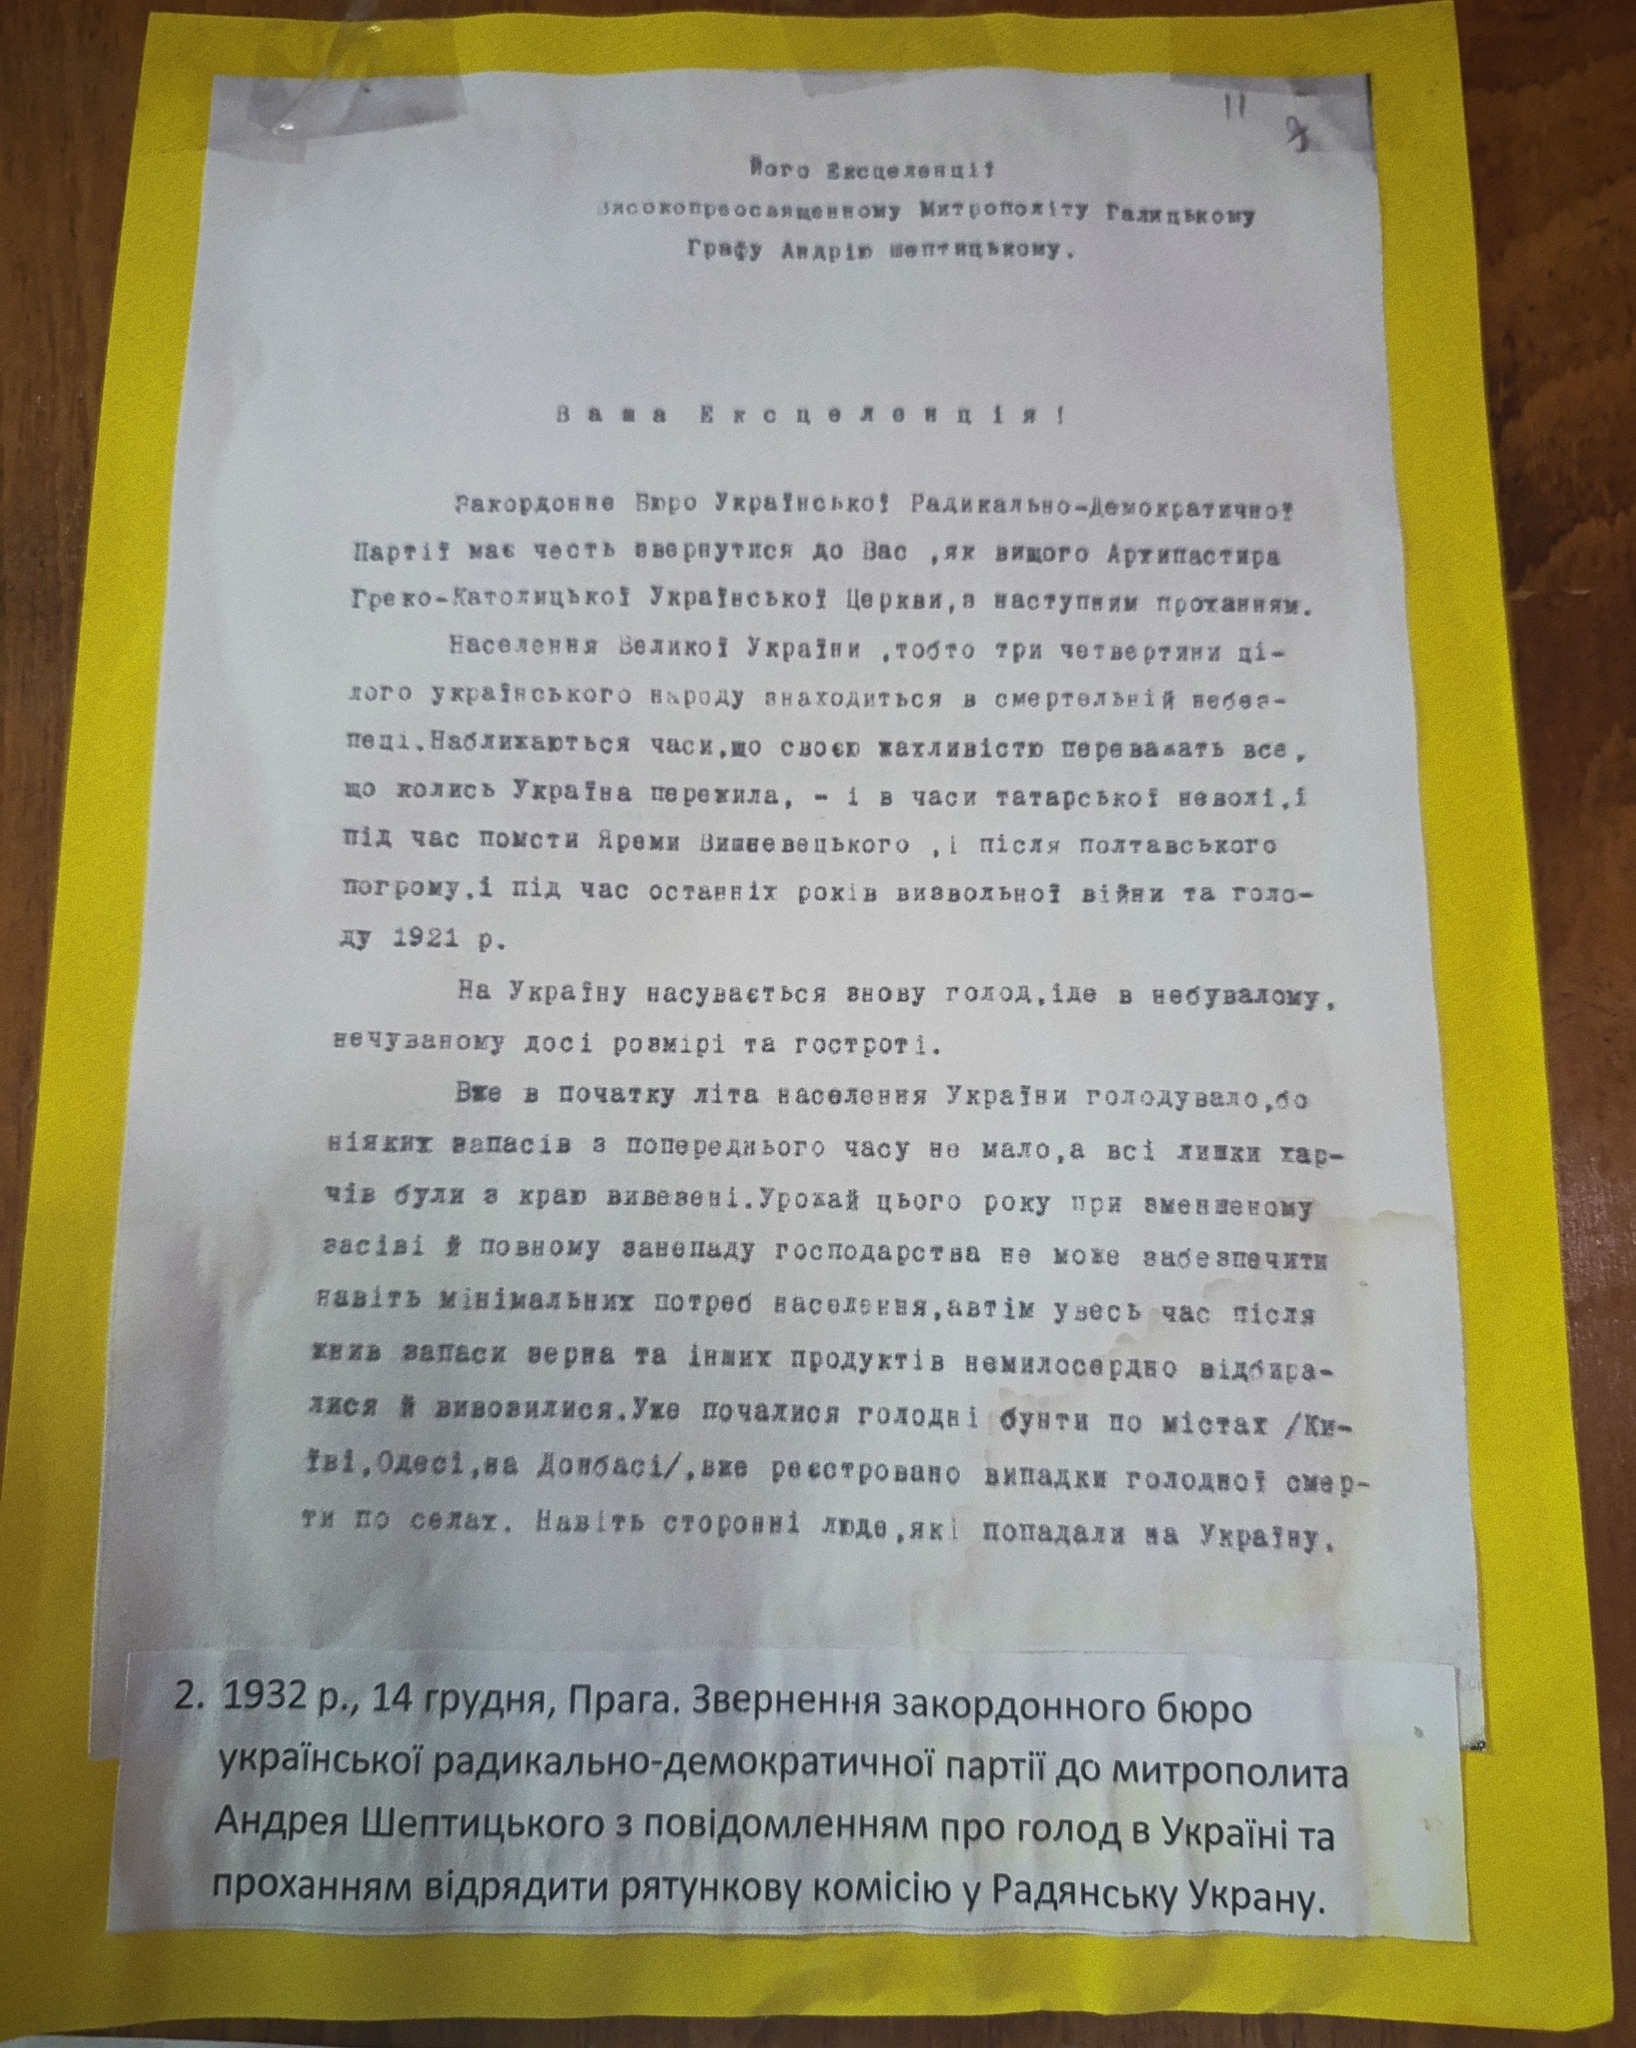 11
Його Ексцеленції
Високопреосвященному Митрополіту Галицькому
Графу Андрію Шептицькому.
Ваша Ексцеленція!
Закордонне Бюро Української Радикально-Демократичної
Партії має честь звернутися до Вас ,як вищого Архипастира
Греко-Католицької Української Церкви,з наступним проханням.
Населення Великої України ,тобто три четвертини ці-
лого українського народу знаходиться в смертельній небез-
пеці.Наближаються часи,що своєю жахливістю переважать все,
що колись Україна пережила, - і в часи татарської неволі,і
під час помсти Яреми Вишневецького ,і після полтавського
погрому,і під час останніх років визвольної війни та голо-
ду 1921 р.
На Україну насувається знову голод,іде в небувалому,
нечуваному досі розмірі та гостроті.
Вже в початку літа населення України голодувало,бо
ніяких запасів з попереднього часу не мало,а всі лишки хар-
чів були з краю вивезені.Урожай цього року при зменшеному
засіві й повному занепаду господарства не може забезпечити
навіть мінімальних потреб населення,автім увесь час після
жнив запаси зерна та інших продуктів немилосердно відбира-
лися й вивозилися.Уже почалися голодні бунти по містах /Ки-
їві,Одесі,на Донбасі/,вже реєстровано випадки голодної смер-
ти по селах. Навіть сторонні люде,які попадали на Україну,
2. 1932 р., 14 грудня, Прага. Звернення закордонного бюро
української радикально-демократичної партії до митрополита
Андрея Шептицького з повідомленням про голод в Україні та
проханням відрядити рятункову комісію у Радянську Украну.